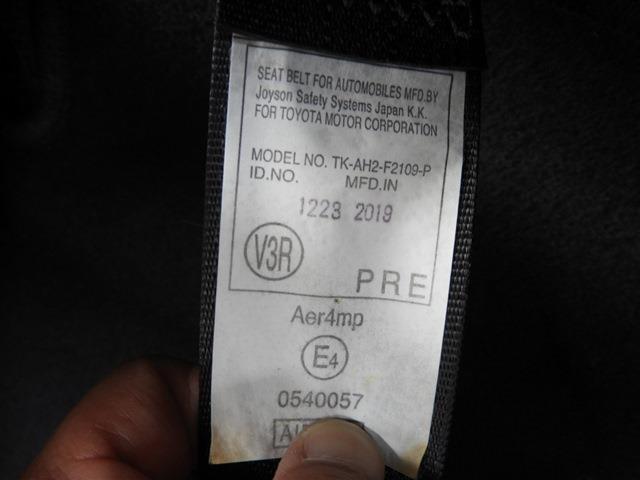 SEAT BELT FOR AUTOMOBILES MFD.BY
Joyson Safety Systems Japan K.K.
FOR TOYOTA MOTOR CORPORATION
MODEL NO. TK-AH2-F2109-P
ID.NO. MFD.IN
1223 2019
V3R
PRE
Aer4mp
E4
0540057